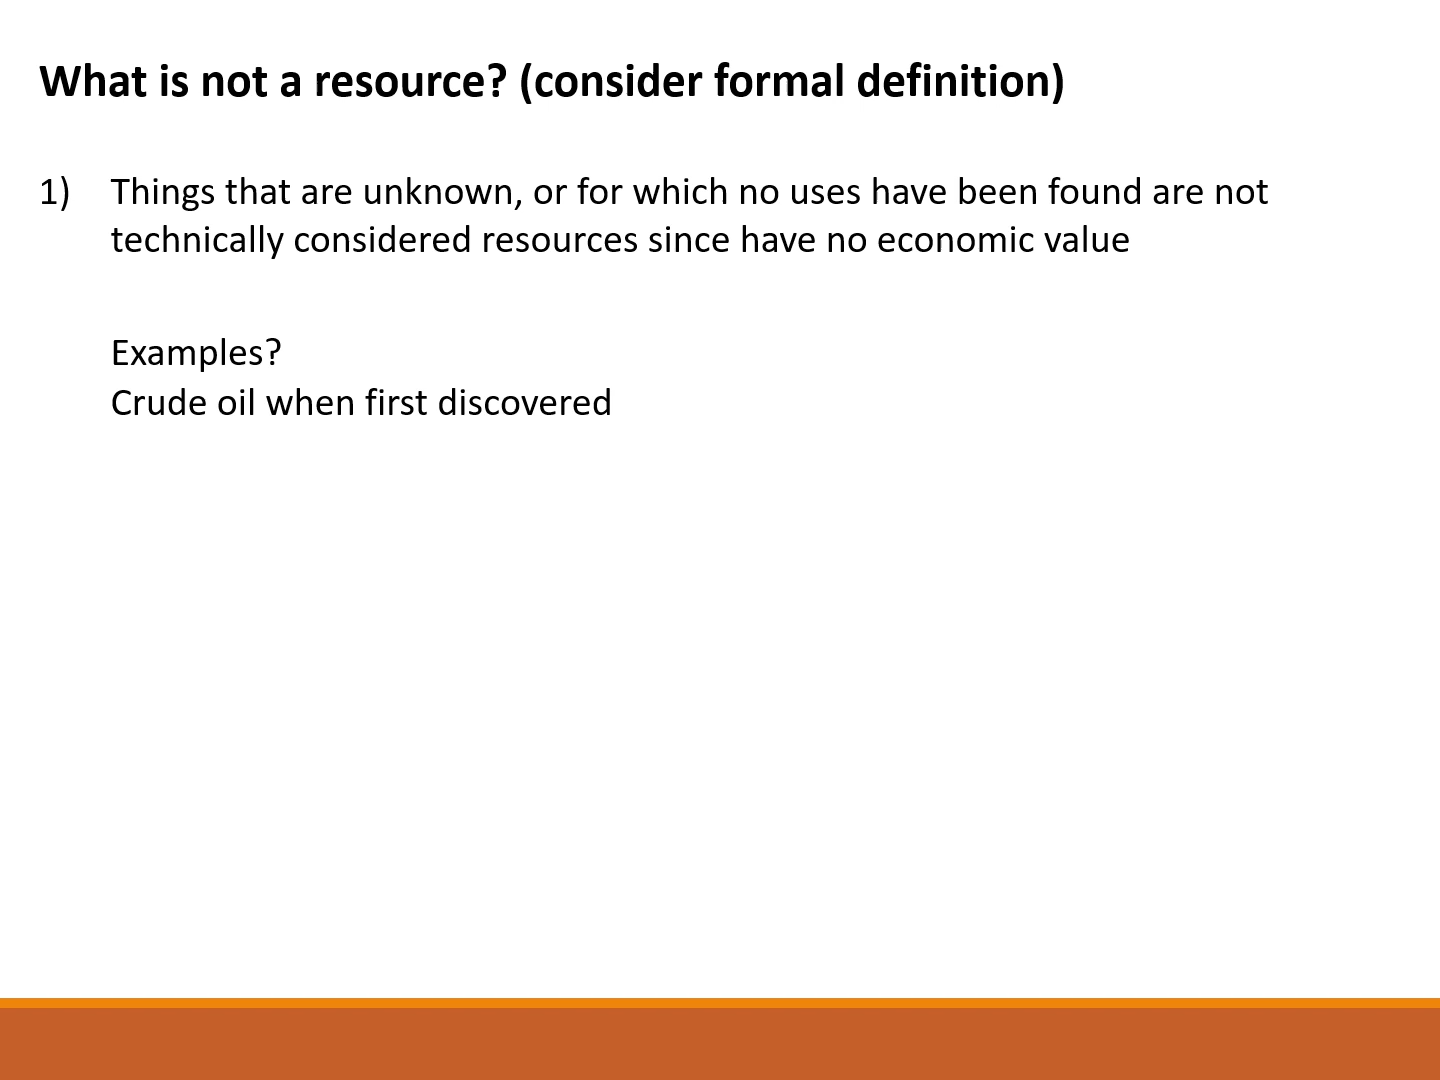 What is not a resource? (consider formal definition)
1) Things that are unknown, or for which no uses have been found are not
technically considered resources since have no economic value
Examples?
Crude oil when first discovered